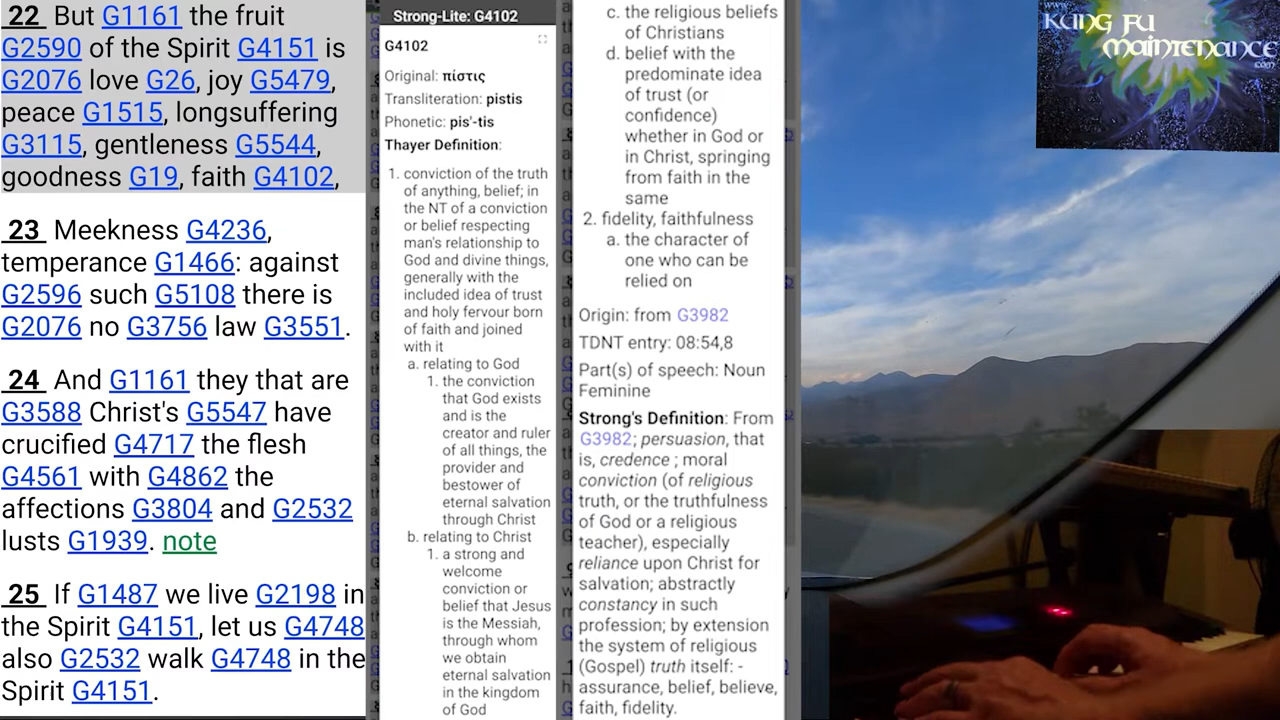 22 But G1161 the fruit
G2590 of the Spirit G4151 is
G2076 love G26, joy G5479,
peace G1515, longsuffering
G3115, gentleness G5544,
goodness G19, faith G4102,
23 Meekness G4236,
temperance G1466: against
G2596 such G5108 there is
G2076 no G3756 law G3551.
24 And G1161 they that are
G3588 Christ's G5547 have
crucified G4717 the flesh
G4561 with G4862 the
affections G3804 and G2532
lusts G1939. note
25 If G1487 we live G2198 in
the Spirit G4151, let us G4748
also G2532 walk G4748 in the
Spirit G4151.
Strong-Lite: G4102
G4102
Original: πίστις
Transliteration: pistis
Phonetic: pis'-tis
Thayer Definition:
1. conviction of the truth
of anything, belief; in
the NT of a conviction
or belief respecting
man's relationship to
God and divine things,
generally with the
included idea of trust
and holy fervour born
of faith and joined
with it
a. relating to God
1. the conviction
that God exists
and is the
creator and ruler
of all things, the
provider and
bestower of
eternal salvation
through Christ
b. relating to Christ
1. a strong and
welcome
conviction or
belief that Jesus
is the Messiah,
through whom
we obtain
eternal salvation
in the kingdom
of God
c. the religious beliefs
of Christians
d. belief with the
predominate idea
of trust (or
confidence)
whether in God or
in Christ, springing
from faith in the
same
2. fidelity, faithfulness
a. the character of
one who can be
relied on
Origin: from G3982
TDNT entry: 08:54,8
Part(s) of speech: Noun
Feminine
Strong's Definition: From
G3982; persuasion, that
is, credence ; moral
conviction (of religious
truth, or the truthfulness
of God or a religious
teacher), especially
reliance upon Christ for
salvation; abstractly
constancy in such
profession; by extension
the system of religious
(Gospel) truth itself: -
assurance, belief, believe,
faith, fidelity.
KUNG FU
maintenance
.com